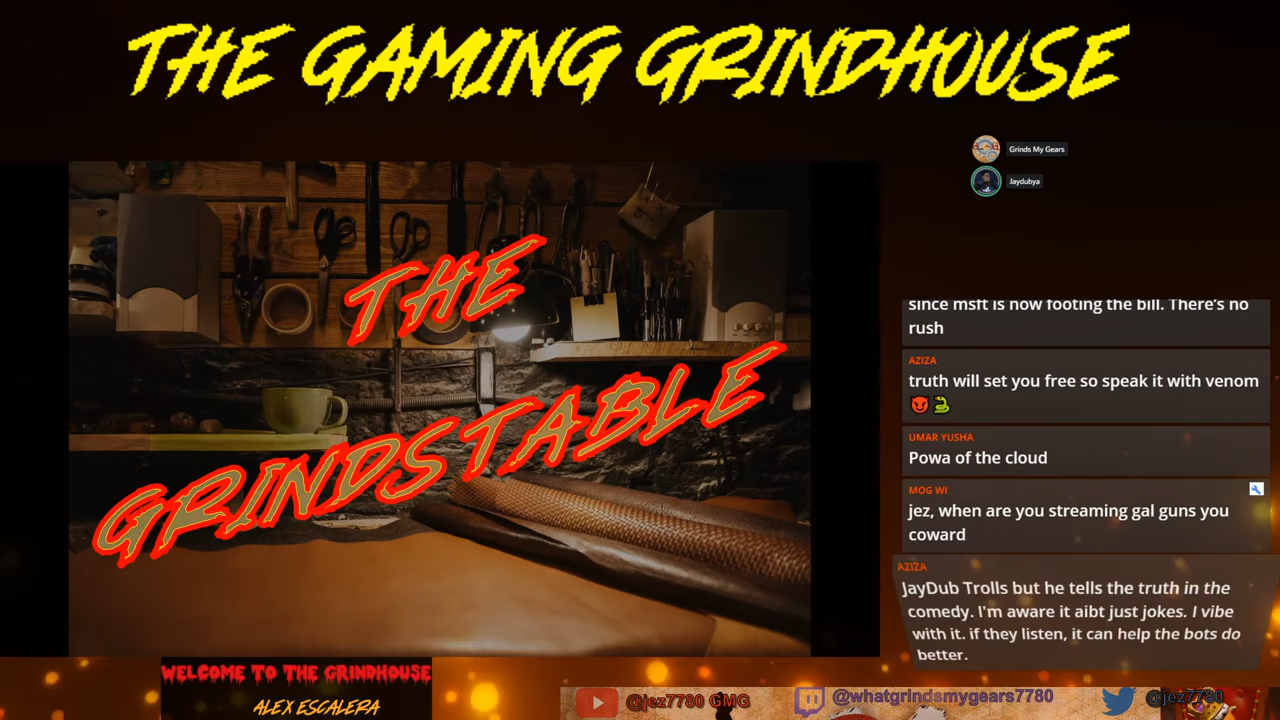 THE GAMING GRINDHOUSE
Grinds My Gears
Jaydubya
THE
GRINDSTABLE
since msft is now footing the bill. There's no
rush
AZIZA
truth will set you free so speak it with venom
UMAR YUSHA
Powa of the cloud
MOG WI
jez, when are you streaming gal guns you
coward
AZIZA
JayDub Trolls but he tells the truth in the
comedy. I'm aware it aibt just jokes. I vibe
with it. if they listen, it can help the bots do
better.
WELCOME TO THE GRINDHOUSE
ALEX ESCALERA
@jez7780 GMG
@whatgrindsmygears7780
@jez7780